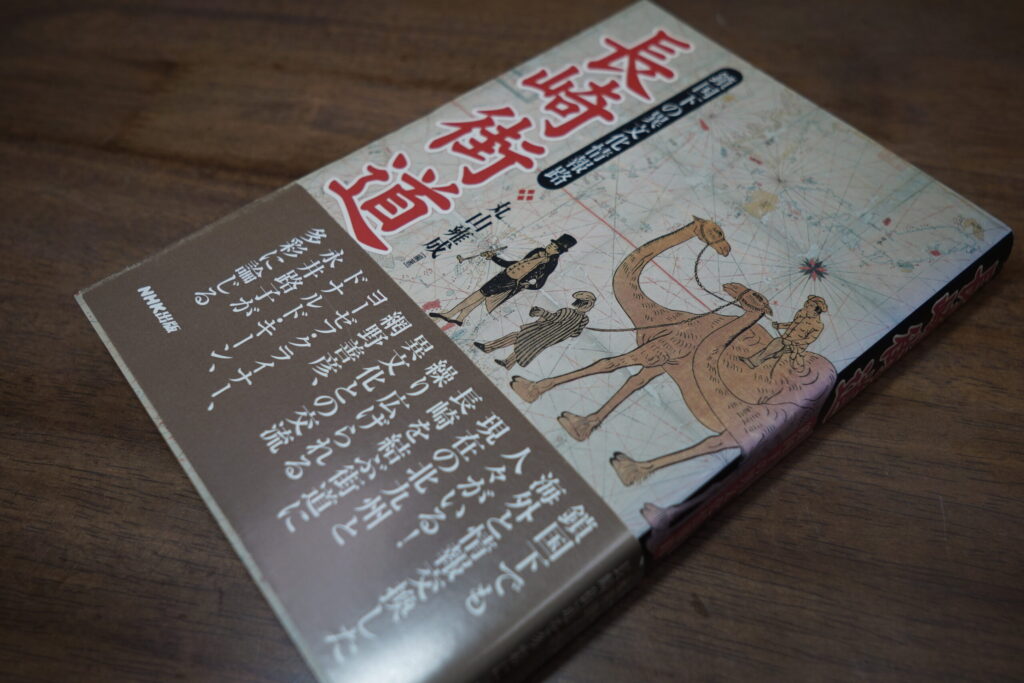 長崎街道
鎖国下の異文化情報路
丸山雍成
鎖国下でも
海外と情報交換した
人々がいる！
現在の北九州と
長崎を結ぶ街道に
繰り広げられる
異文化との交流
網野善彦、
ヨーゼフ・クライナー、
ドナルド・キーン、
永井路子が
多彩に論じる
NHK出版
長崎街道